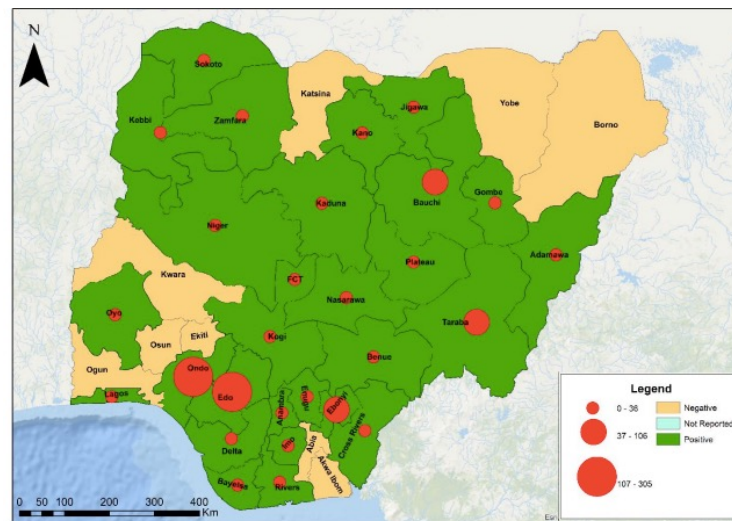 N
Sokoto
Katsina
Jigawa
Yobe
Borno
Kebbi
Zamfara
Kano
Kaduna
Bauchi
Gombe
Niger
Plateau
Adamawa
Kwara
FCT
Nasarawa
Taraba
Oyo
Osun
Ekiti
Kogi
Benue
Ogun
Ondo
Edo
Lagos
Anambra
Enugu
Ebonyi
Cross Rivers
Delta
Imo
Abia
Akwa Ibom
Bayelse
Rivers
Legend
0 - 36
Negative
37 - 106
Not Reported
Positive
107 - 305
0 50 100 200 300 400
Km